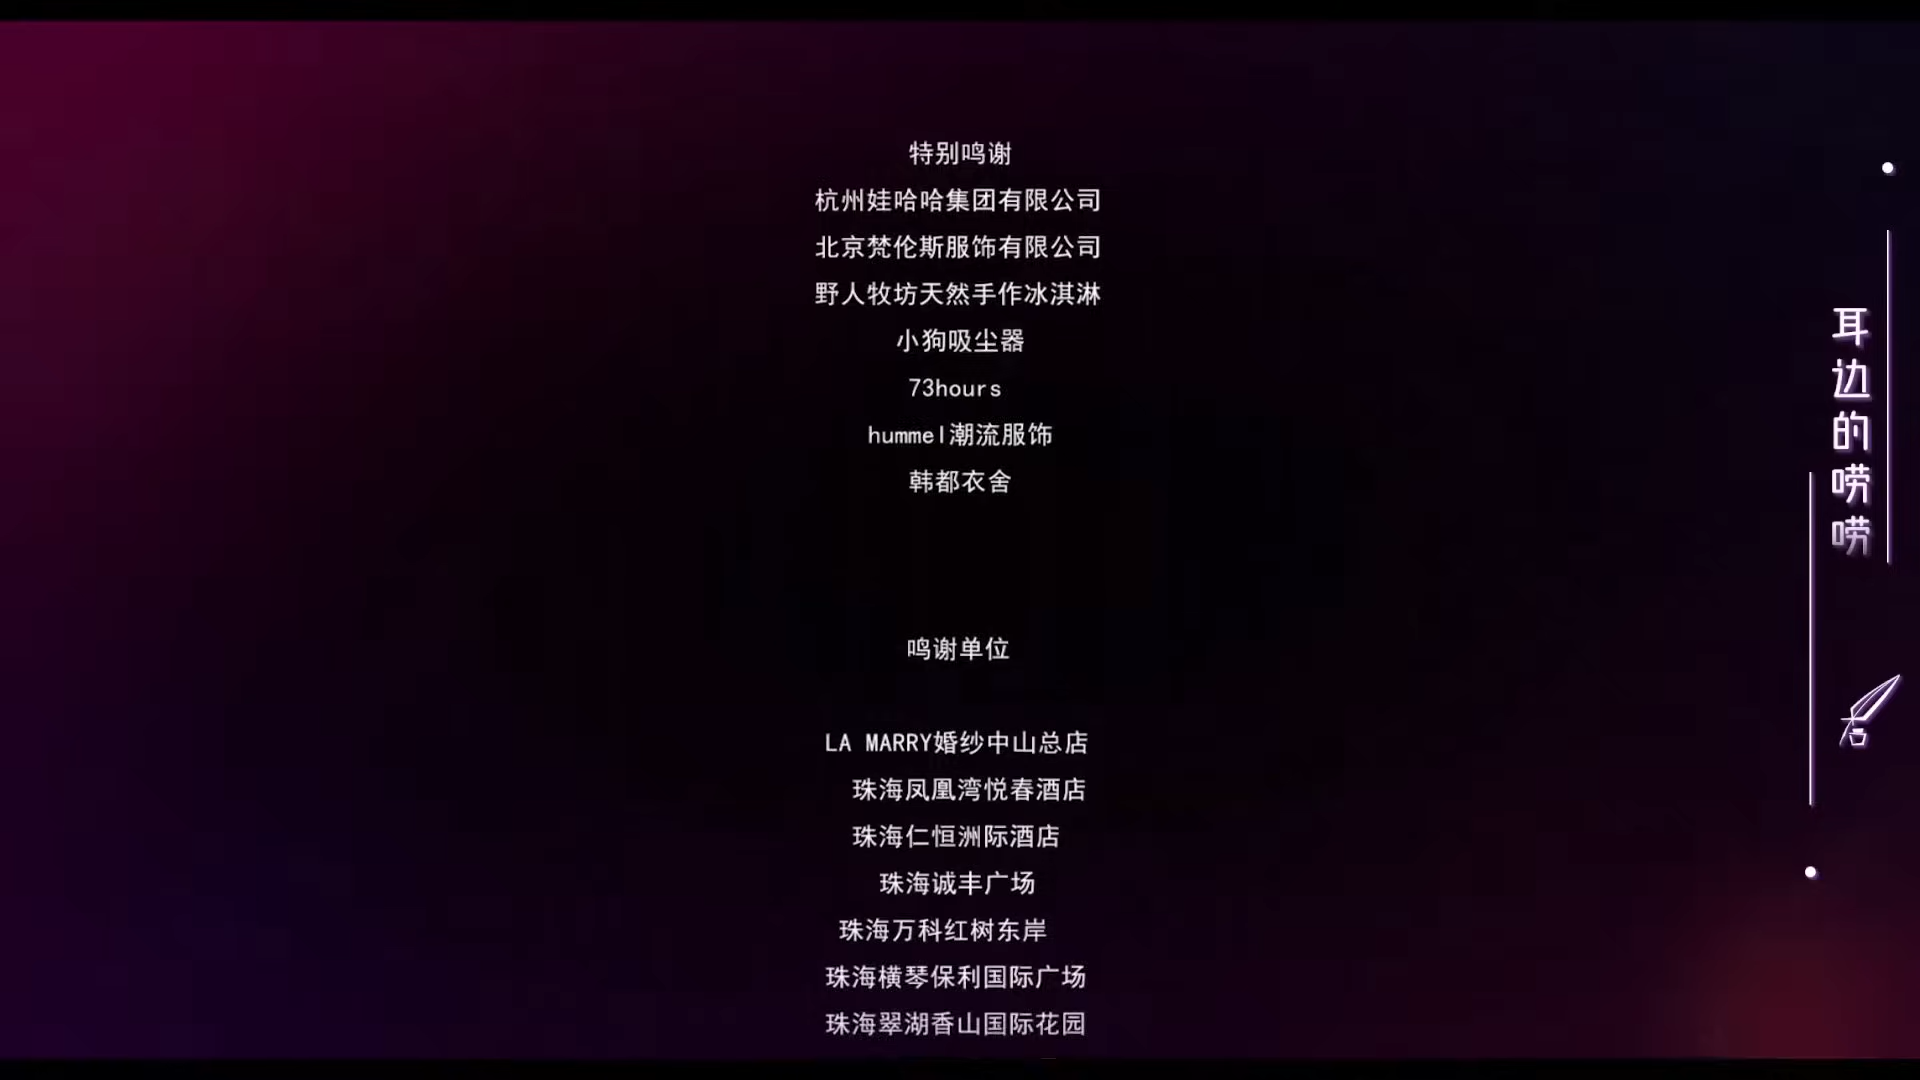 特别鸣谢
杭州娃哈哈集团有限公司
北京梵伦斯服饰有限公司
野人牧坊天然手作冰淇淋
小狗吸尘器
73hours
hummel潮流服饰
韩都衣舍
鸣谢单位
LA MARRY婚纱中山总店
珠海凤凰湾悦春酒店
珠海仁恒洲际酒店
珠海诚丰广场
珠海万科红树东岸
珠海横琴保利国际广场
珠海翠湖香山国际花园
耳边的唠唠